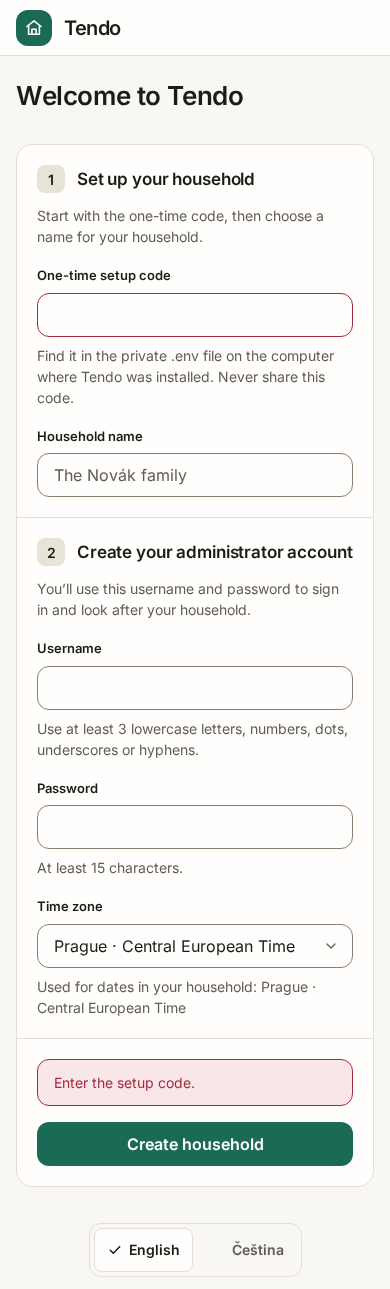 Tendo
Welcome to Tendo
1 Set up your household
Start with the one-time code, then choose a
name for your household.
One-time setup code
Find it in the private .env file on the computer
where Tendo was installed. Never share this
code.
Household name
The Novák family
2 Create your administrator account
You’ll use this username and password to sign
in and look after your household.
Username
Use at least 3 lowercase letters, numbers, dots,
underscores or hyphens.
Password
At least 15 characters.
Time zone
Prague · Central European Time
Used for dates in your household: Prague ·
Central European Time
Enter the setup code.
Create household
English Čeština